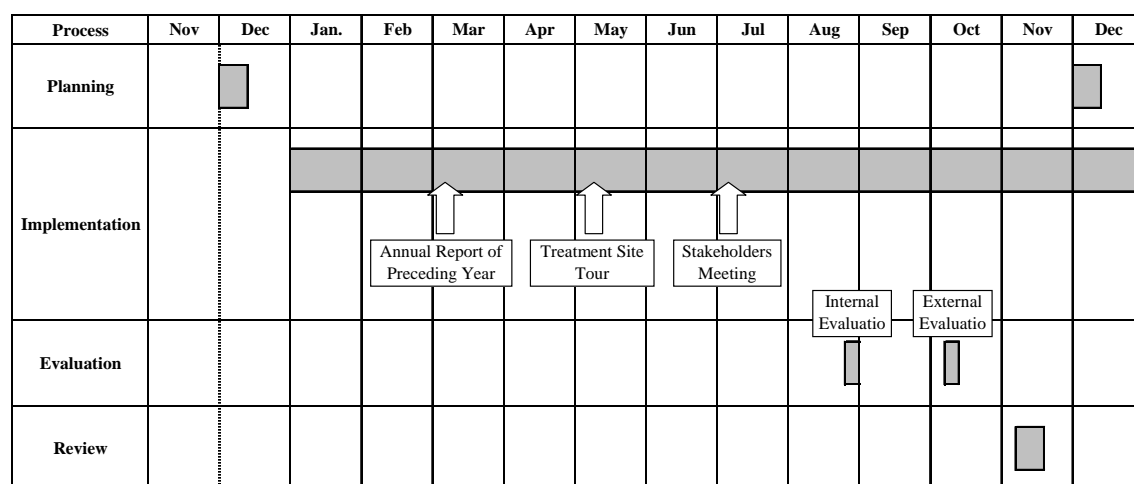 Process Nov Dec Jan. Feb Mar Apr May Jun Jul Aug Sep Oct Nov Dec
Planning
Implementation
Annual Report of
Preceding Year
Treatment Site
Tour
Stakeholders
Meeting
Internal
Evaluatio
External
Evaluatio
Evaluation
Review